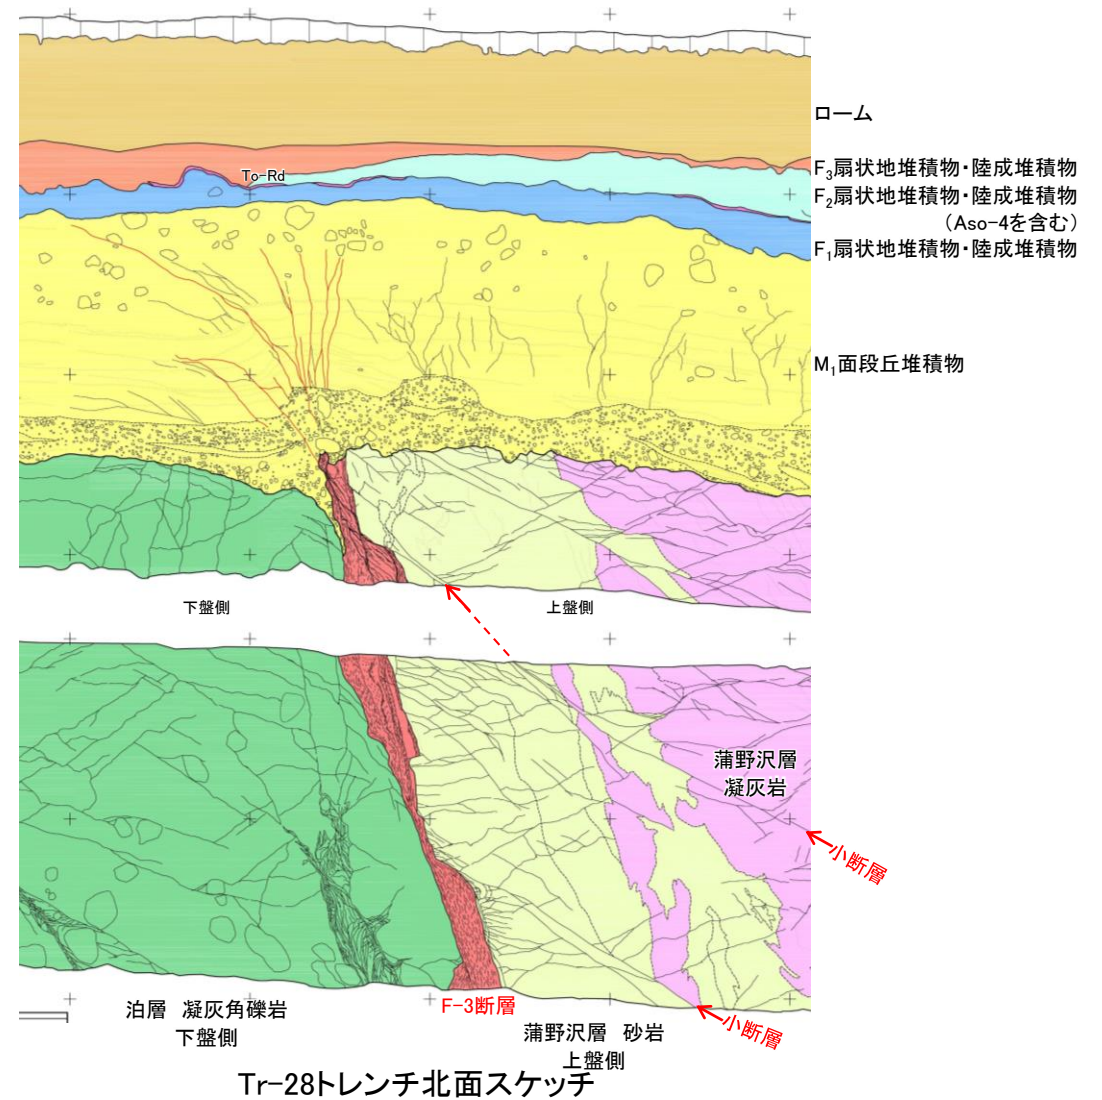 ローム
To-Rd
F3扇状地堆積物・陸成堆積物
F2扇状地堆積物・陸成堆積物
(Aso-4を含む)
F1扇状地堆積物・陸成堆積物
M1面段丘堆積物
下盤側
上盤側
蒲野沢層
凝灰岩
小断層
泊層 凝灰角礫岩
下盤側
F-3断層
小断層
蒲野沢層 砂岩
上盤側
Tr-28トレンチ北面スケッチ